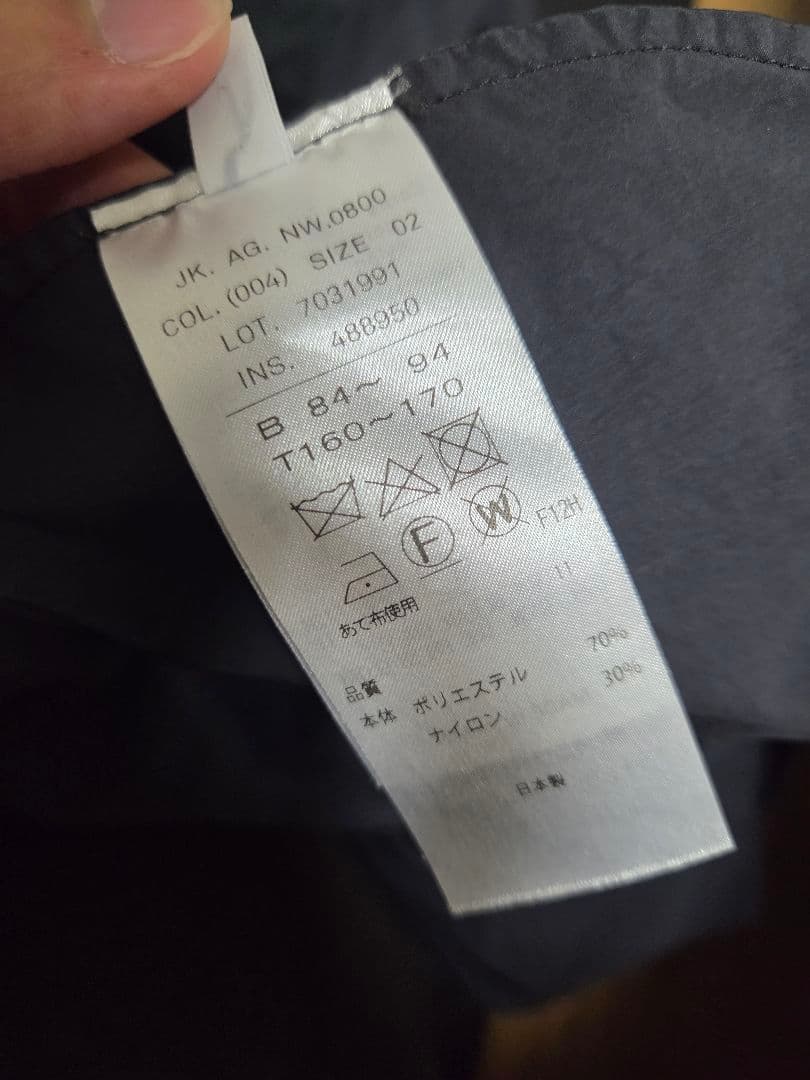 JK. AG. NW.0800
COL. (004) SIZE 02
LOT. 7031991
INS. 488950
B 84〜 94
T160〜170
F W F12H
あて布使用 11
品質
本体 ポリエステル 70%
ナイロン 30%
日本製